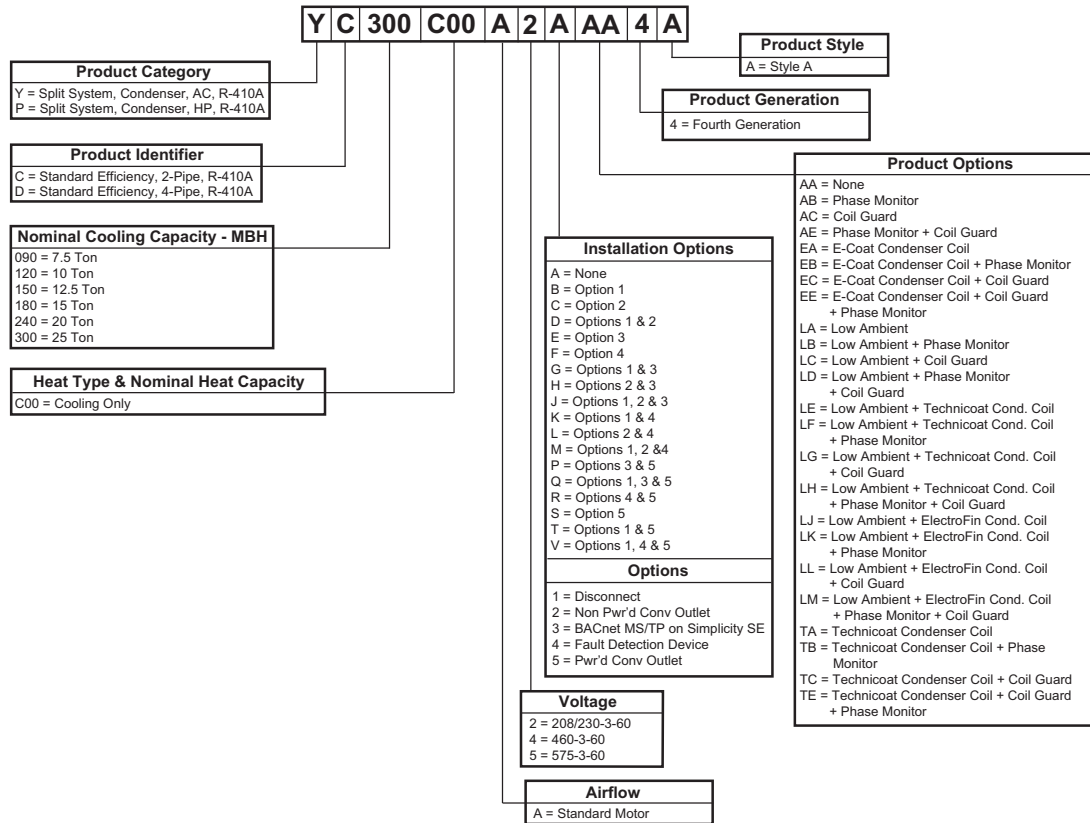 Y C 300 C00 A 2 A AA 4 A
Product Style
A = Style A
Product Category
Y = Split System, Condenser, AC, R-410A
P = Split System, Condenser, HP, R-410A
Product Generation
4 = Fourth Generation
Product Identifier
C = Standard Efficiency, 2-Pipe, R-410A
D = Standard Efficiency, 4-Pipe, R-410A
Product Options
AA = None
AB = Phase Monitor
AC = Coil Guard
AE = Phase Monitor + Coil Guard
EA = E-Coat Condenser Coil
EB = E-Coat Condenser Coil + Phase Monitor
EC = E-Coat Condenser Coil + Coil Guard
EE = E-Coat Condenser Coil + Coil Guard
+ Phase Monitor
LA = Low Ambient
LB = Low Ambient + Phase Monitor
LC = Low Ambient + Coil Guard
LD = Low Ambient + Phase Monitor
+ Coil Guard
LE = Low Ambient + Technicoat Cond. Coil
LF = Low Ambient + Technicoat Cond. Coil
+ Phase Monitor
LG = Low Ambient + Technicoat Cond. Coil
+ Coil Guard
LH = Low Ambient + Technicoat Cond. Coil
+ Phase Monitor + Coil Guard
LJ = Low Ambient + ElectroFin Cond. Coil
LK = Low Ambient + ElectroFin Cond. Coil
+ Phase Monitor
LL = Low Ambient + ElectroFin Cond. Coil
+ Coil Guard
LM = Low Ambient + ElectroFin Cond. Coil
+ Phase Monitor + Coil Guard
TA = Technicoat Condenser Coil
TB = Technicoat Condenser Coil + Phase
Monitor
TC = Technicoat Condenser Coil + Coil Guard
TE = Technicoat Condenser Coil + Coil Guard
+ Phase Monitor
Nominal Cooling Capacity - MBH
090 = 7.5 Ton
120 = 10 Ton
150 = 12.5 Ton
180 = 15 Ton
240 = 20 Ton
300 = 25 Ton
Installation Options
A = None
B = Option 1
C = Option 2
D = Options 1 & 2
E = Option 3
F = Option 4
G = Options 1 & 3
H = Options 2 & 3
J = Options 1, 2 & 3
K = Options 1 & 4
L = Options 2 & 4
M = Options 1, 2 &4
P = Options 3 & 5
Q = Options 1, 3 & 5
R = Options 4 & 5
S = Option 5
T = Options 1 & 5
V = Options 1, 4 & 5
Options
1 = Disconnect
2 = Non Pwr'd Conv Outlet
3 = BACnet MS/TP on Simplicity SE
4 = Fault Detection Device
5 = Pwr'd Conv Outlet
Heat Type & Nominal Heat Capacity
C00 = Cooling Only
Voltage
2 = 208/230-3-60
4 = 460-3-60
5 = 575-3-60
Airflow
A = Standard Motor